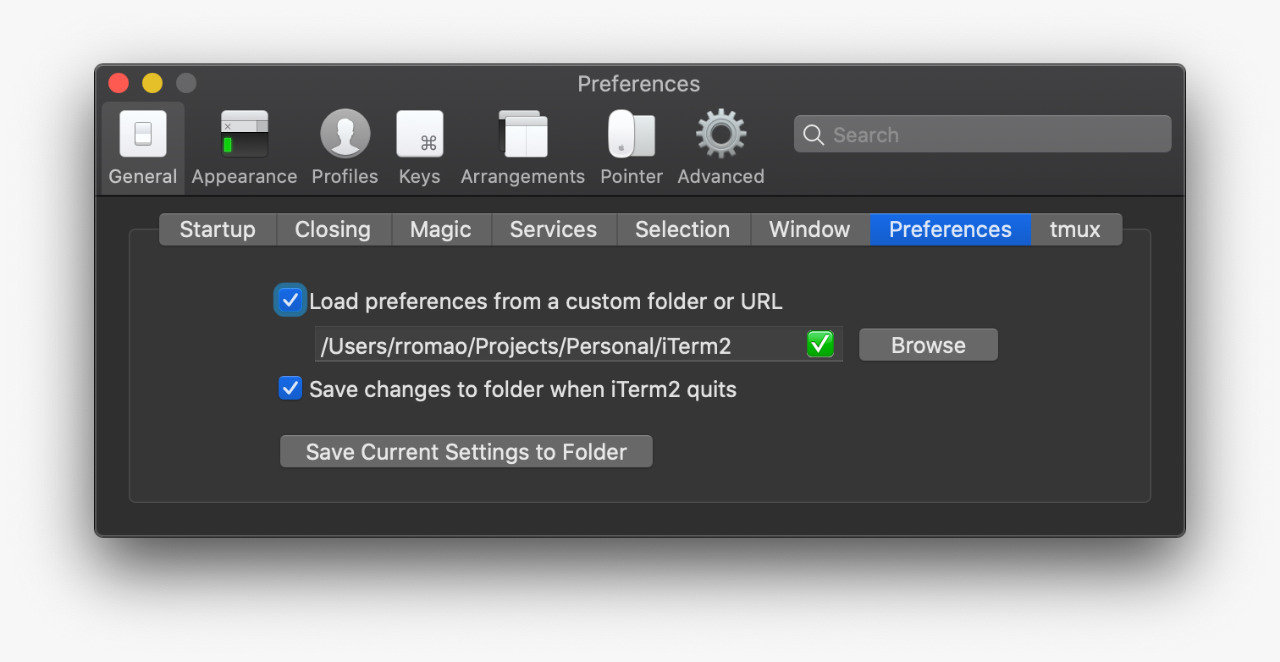 Preferences
General Appearance Profiles Keys Arrangements Pointer Advanced Search
Startup Closing Magic Services Selection Window Preferences tmux
Load preferences from a custom folder or URL
/Users/rromao/Projects/Personal/iTerm2 Browse
Save changes to folder when iTerm2 quits
Save Current Settings to Folder